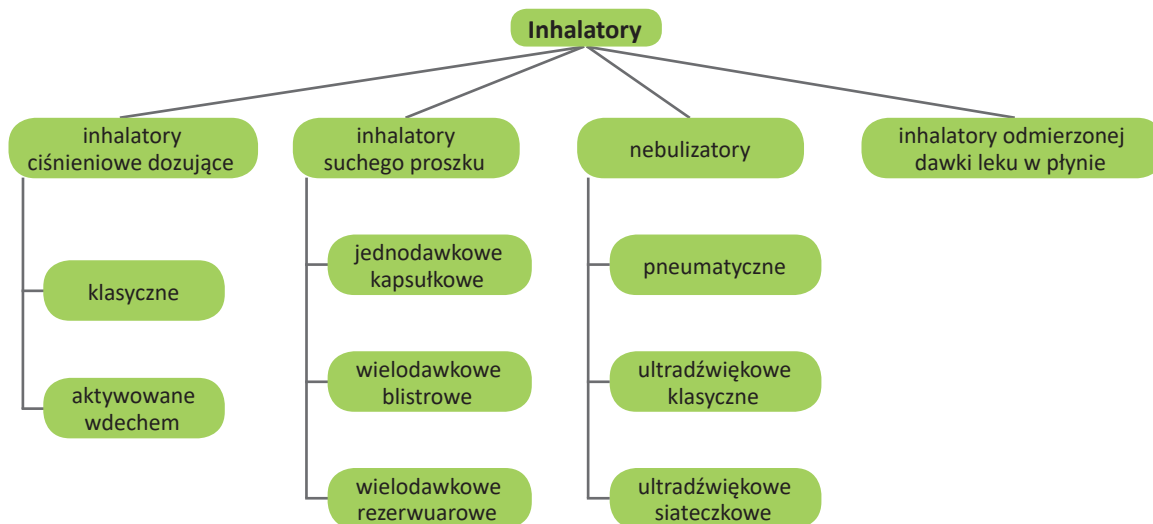 Inhalatory
inhalatory
ciśnieniowe dozujące
inhalatory
suchego proszku
nebulizatory
inhalatory odmierzonej
dawki leku w płynie
klasyczne
aktywowane
wdechem
jednodawkowe
kapsułkowe
wielodawkowe
blistrowe
wielodawkowe
rezerwuarowe
pneumatyczne
ultradźwiękowe
klasyczne
ultradźwiękowe
siateczkowe